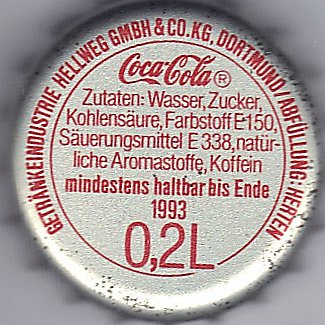 GETRÄNKEINDUSTRIE HELLWEG GMBH & CO. KG, DORTMUND/ABFÜLLUNG: HERTEN
Coca-Cola ®
Zutaten: Wasser, Zucker,
Kohlensäure, Farbstoff E150,
Säuerungsmittel E 338, natür-
liche Aromastoffe, Koffein
mindestens haltbar bis Ende
1993
0,2L